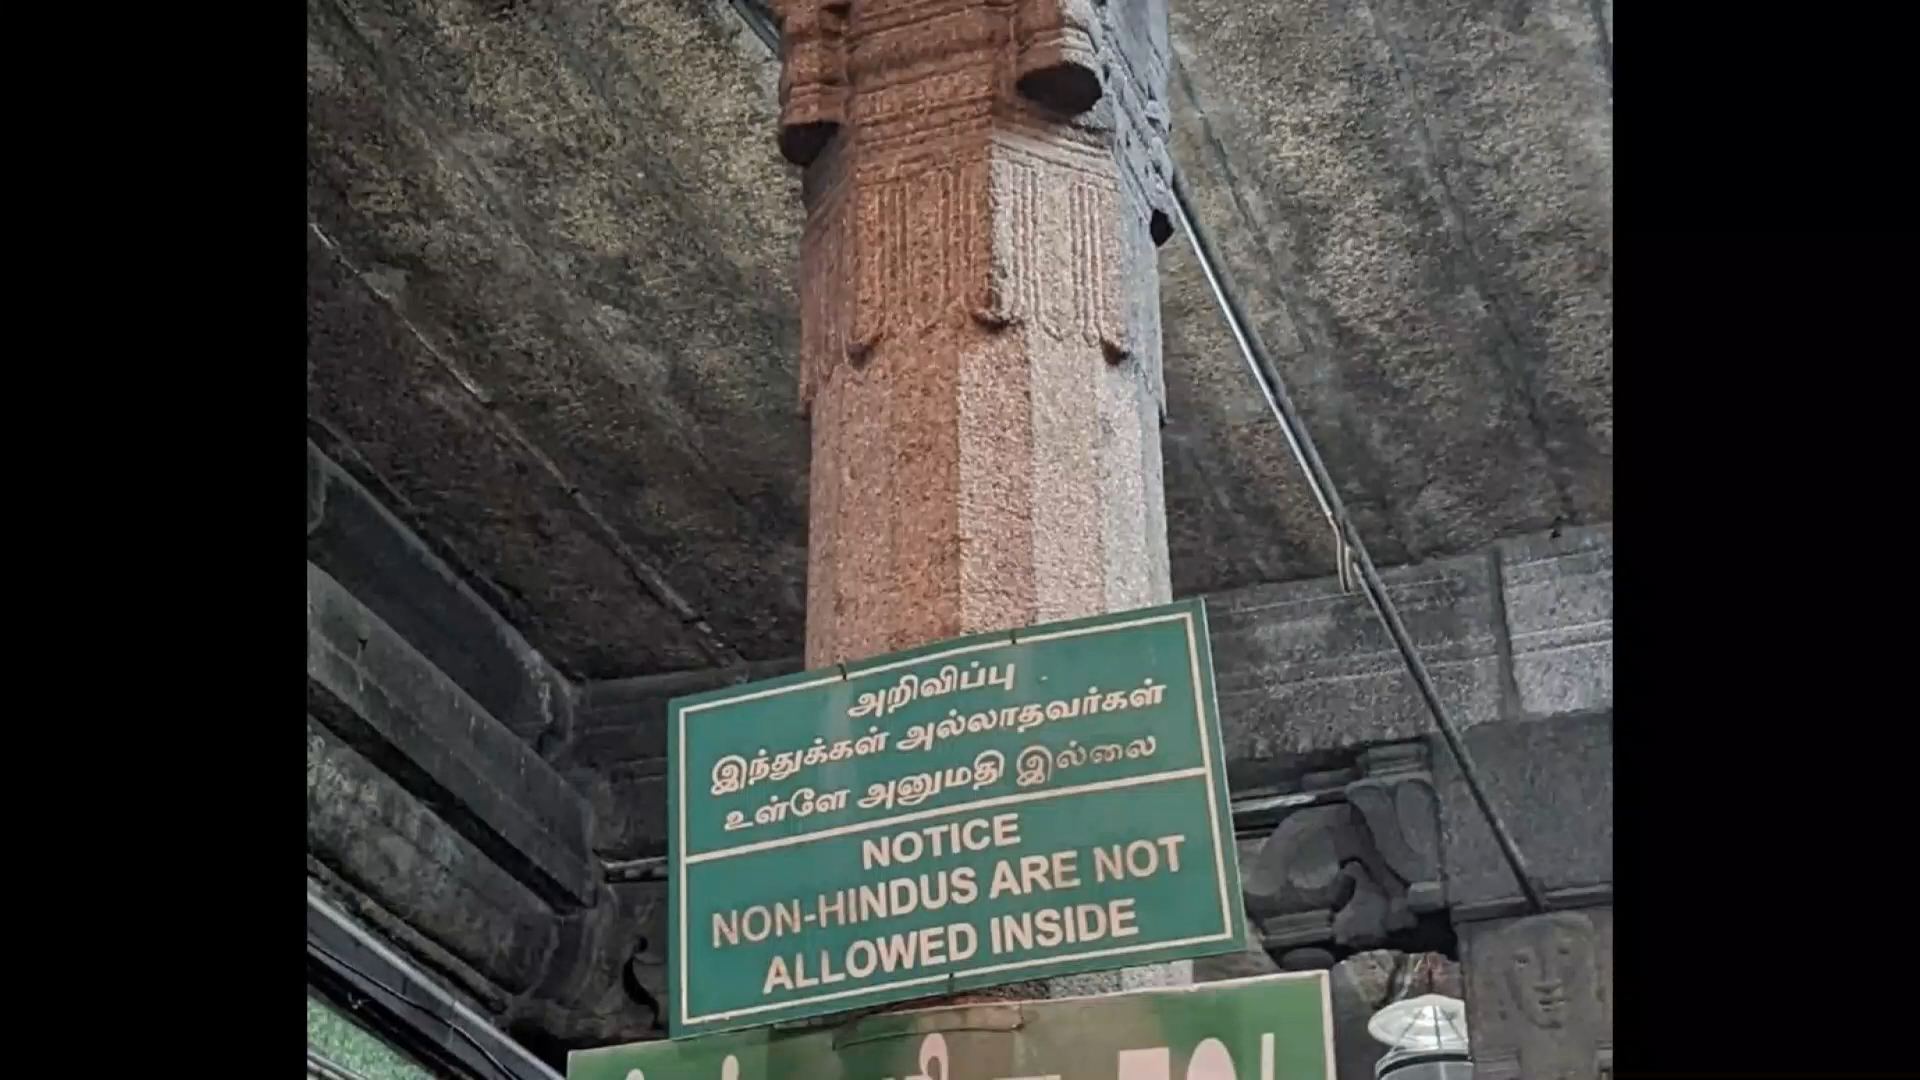 அறிவிப்பு
இந்துக்கள் அல்லாதவர்கள்
உள்ளே அனுமதி இல்லை
NOTICE
NON-HINDUS ARE NOT
ALLOWED INSIDE